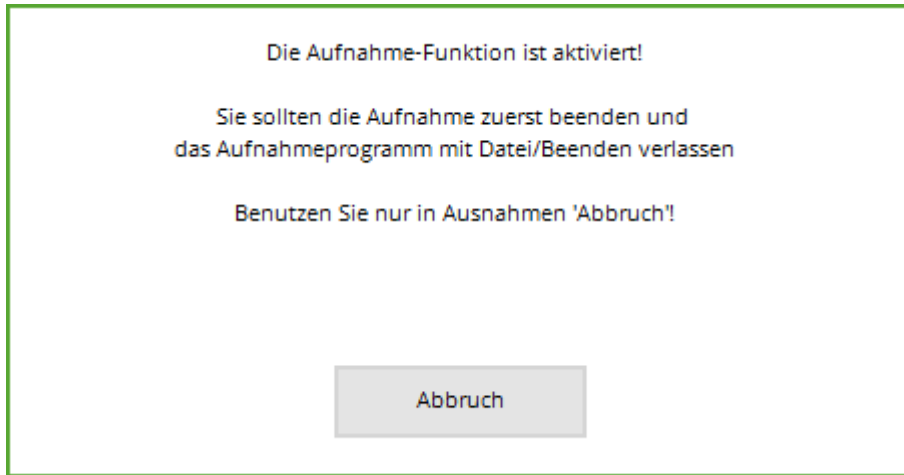 Die Aufnahme-Funktion ist aktiviert!
Sie sollten die Aufnahme zuerst beenden und
das Aufnahmeprogramm mit Datei/Beenden verlassen
Benutzen Sie nur in Ausnahmen 'Abbruch'!
Abbruch